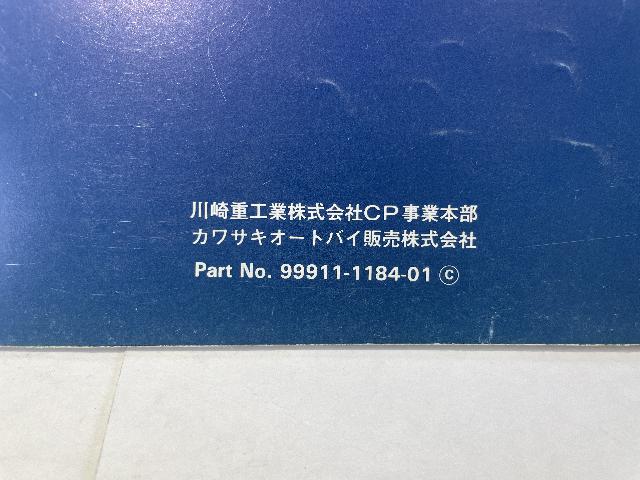 川崎重工業株式会社CP事業本部
カワサキオートバイ販売株式会社
Part No. 99911-1184-01 ©